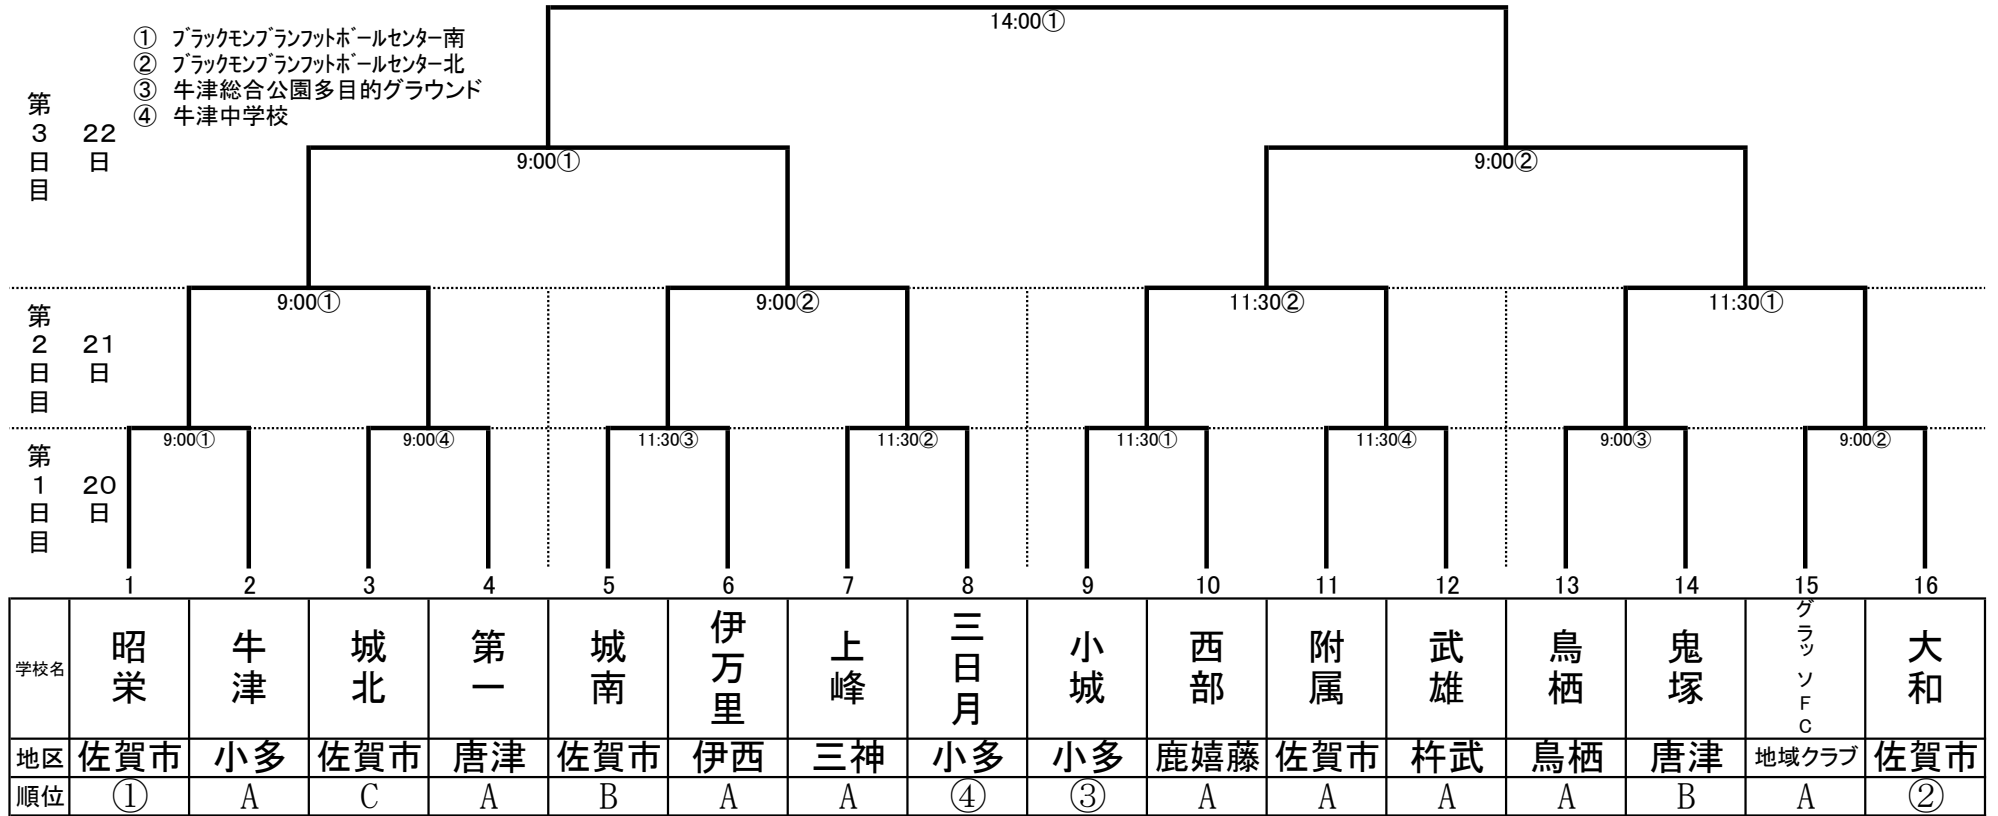 14:00①
① ﾌﾞﾗｯｸﾓﾝﾌﾞﾗﾝﾌｯﾄﾎﾞｰﾙｾﾝﾀｰ南
② ﾌﾞﾗｯｸﾓﾝﾌﾞﾗﾝﾌｯﾄﾎﾞｰﾙｾﾝﾀｰ北
③ 牛津総合公園多目的グラウンド
④ 牛津中学校
第3日目 22日
9:00① 9:00②
第2日目 21日
9:00① 9:00② 11:30② 11:30①
第1日目 20日
9:00① 9:00④ 11:30③ 11:30② 11:30① 11:30④ 9:00③ 9:00②
1 2 3 4 5 6 7 8 9 10 11 12 13 14 15 16
学校名 昭栄 牛津 城北 第一 城南 伊万里 上峰 三日月 小城 西部 附属 武雄 鳥栖 鬼塚 グラッソFC 大和
地区 佐賀市 小多 佐賀市 唐津 佐賀市 伊西 三神 小多 小多 鹿嬉藤 佐賀市 杵武 鳥栖 唐津 地域クラブ 佐賀市
順位 ① A C A B A A ④ ③ A A A A B A ②